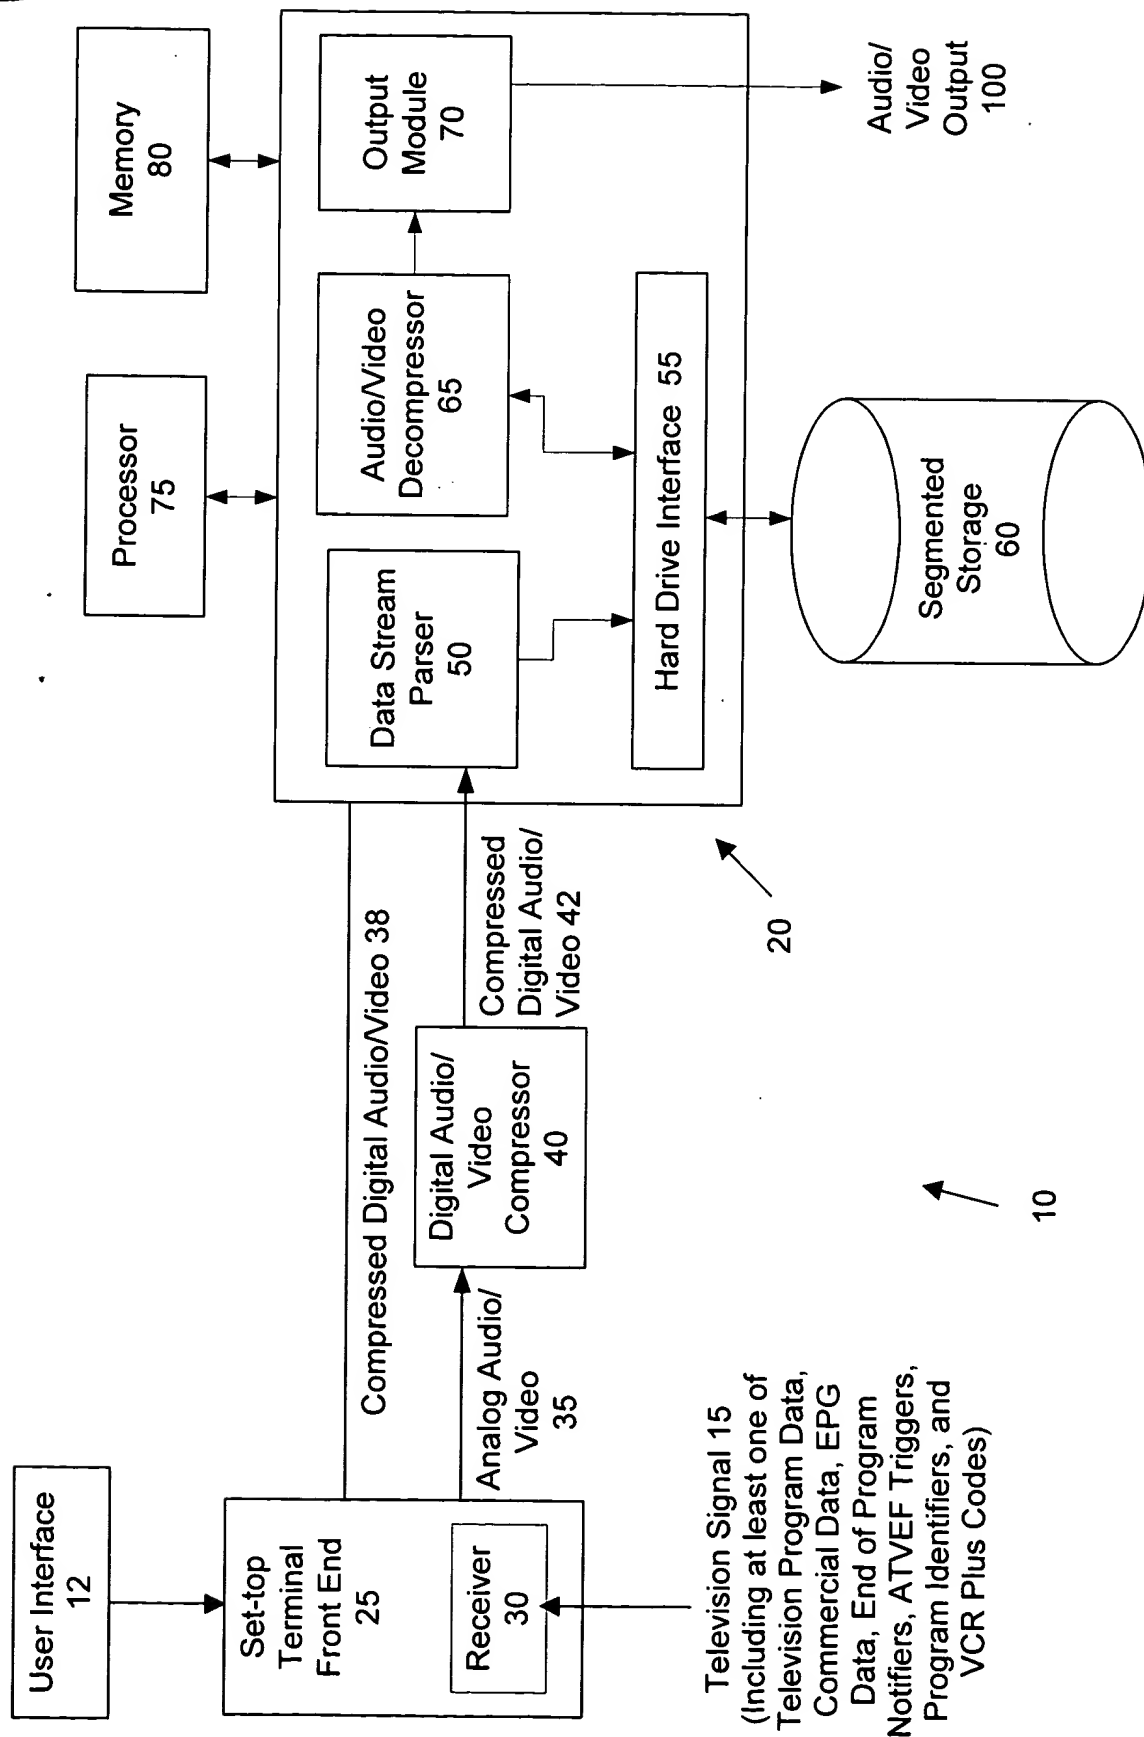 User Interface
12
Set-top
Terminal
Front End
25
Receiver
30
Television Signal 15
(Including at least one of
Television Program Data,
Commercial Data, EPG
Data, End of Program
Notifiers, ATVEF Triggers,
Program Identifiers, and
VCR Plus Codes)
Compressed Digital Audio/Video 38
Analog Audio/
Video
35
Digital Audio/
Video
Compressor
40
Compressed
Digital Audio/
Video 42
10
20
Processor
75
Memory
80
Data Stream
Parser
50
Audio/Video
Decompressor
65
Output
Module
70
Hard Drive Interface 55
Segmented
Storage
60
Audio/
Video
Output
100